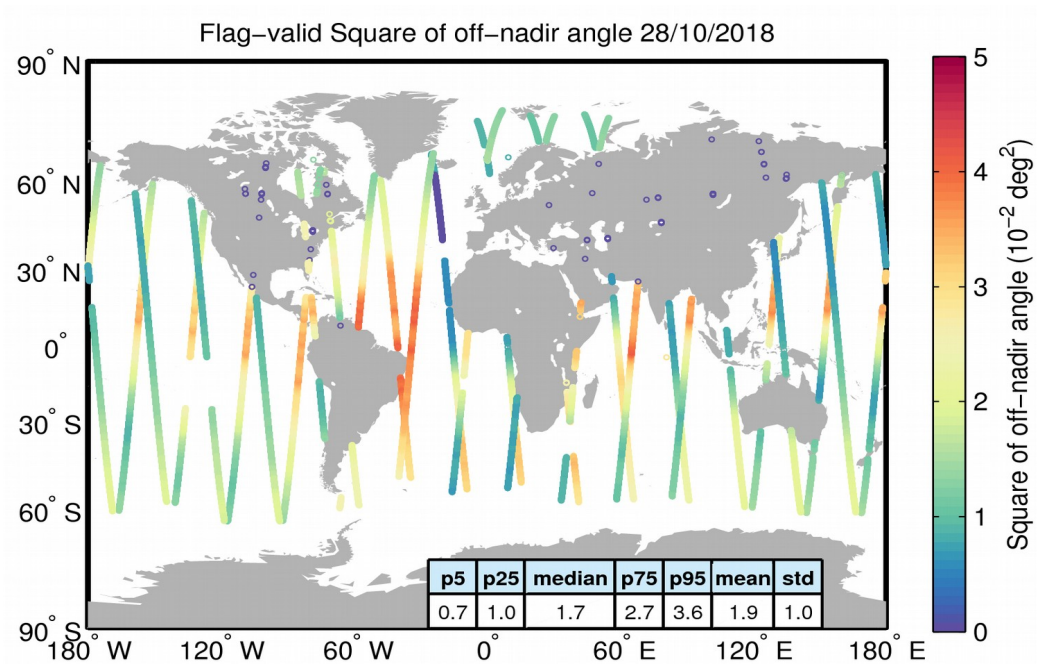 Flag−valid Square of off−nadir angle 28/10/2018
90° N
60° N
30° N
0°
30° S
60° S
90° S
180° W
120° W
60° W
0°
60° E
120° E
180° E
p5 p25 median p75 p95 mean std
0.7 1.0 1.7 2.7 3.6 1.9 1.0
5
4
3
2
1
0
Square of off−nadir angle (10⁻² deg²)